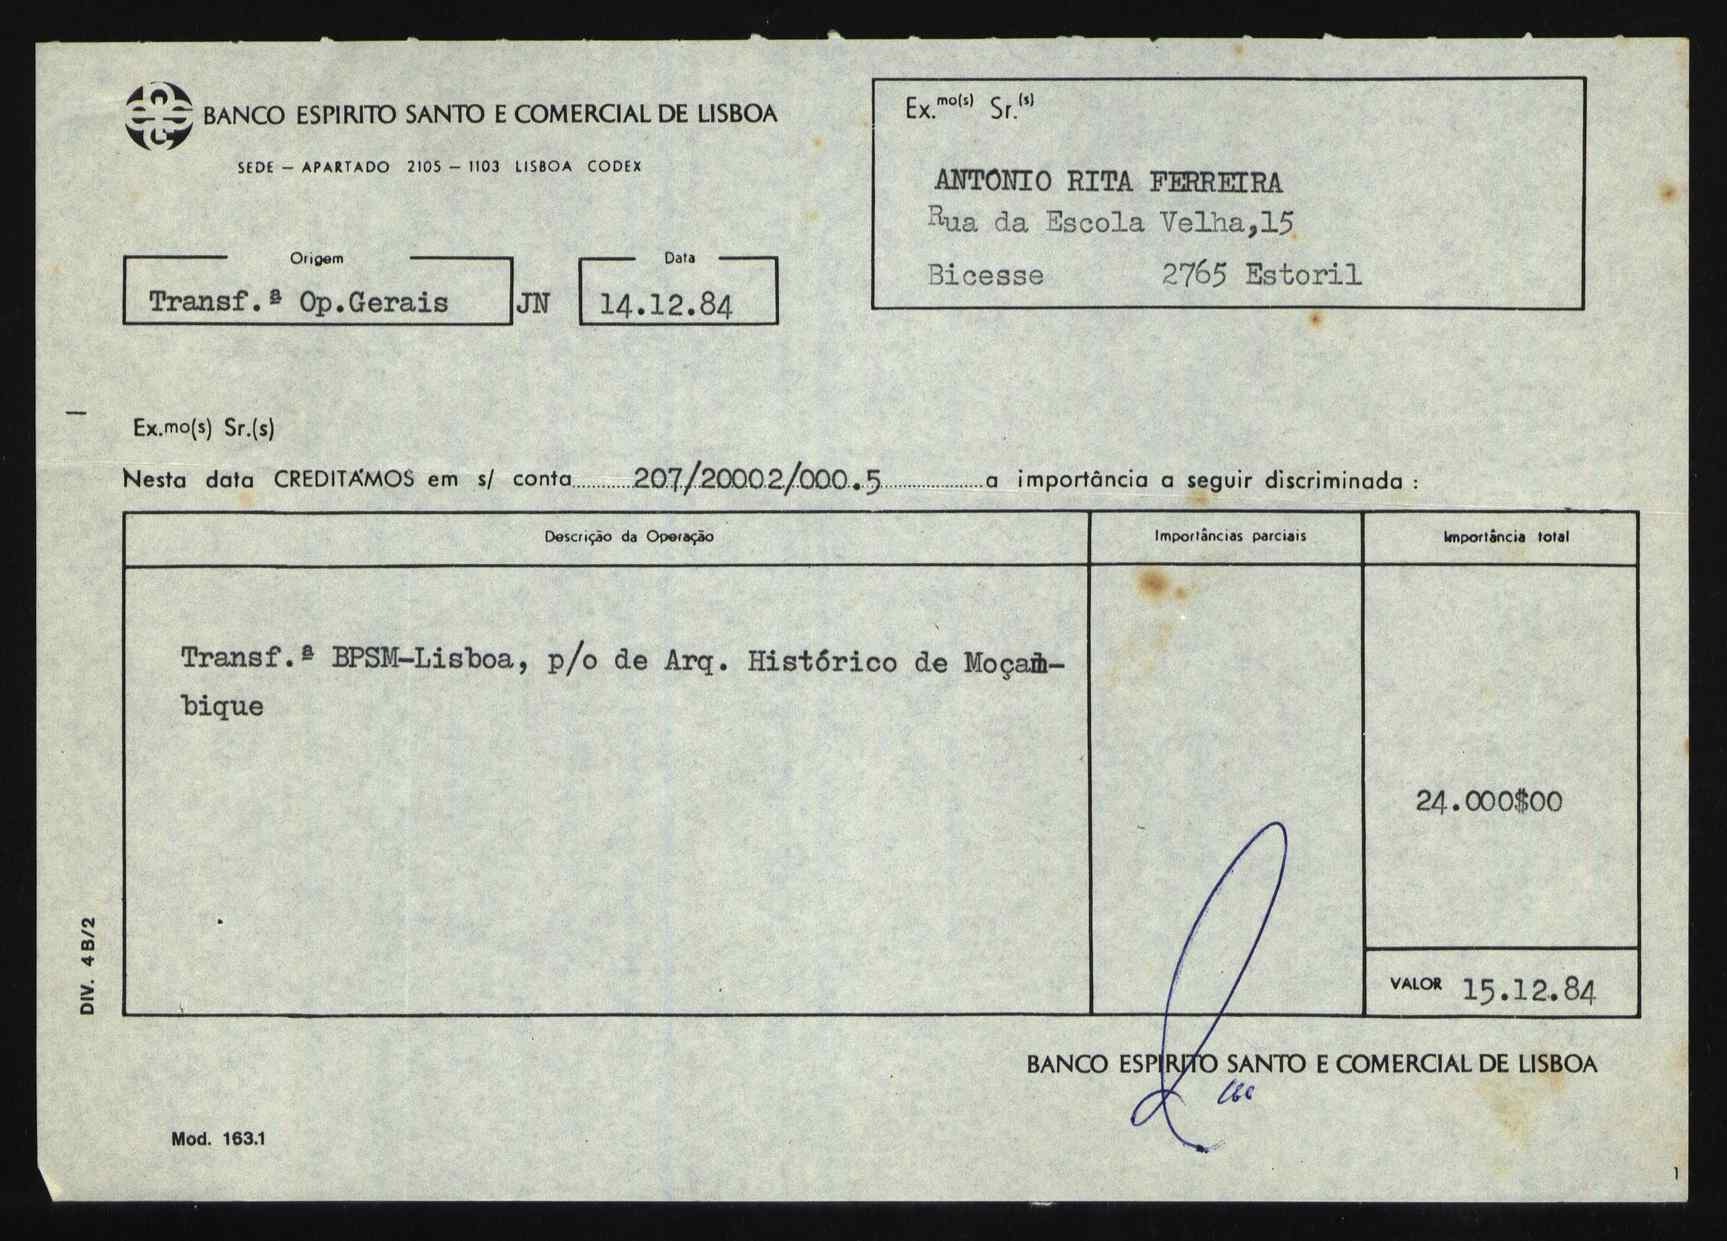 BANCO ESPIRITO SANTO E COMERCIAL DE LISBOA
SEDE — APARTADO 2105 — 1103 LISBOA CODEX
Ex.mo(s) Sr.(s)
ANTÓNIO RITA FERREIRA
Rua da Escola Velha,15
Bicesse 2765 Estoril
Origem
Transf.ª Op.Gerais
JN
Data
14.12.84
Ex.mo(s) Sr.(s)
Nesta data CREDITÁMOS em s/ conta 207/20002/000.5 a importância a seguir discriminada :
Descrição da Operação Importâncias parciais Importância total
Transf.ª BPSM-Lisboa, p/o de Arq. Histórico de Moçam-
bique
24.000$00
VALOR 15.12.84
BANCO ESPIRITO SANTO E COMERCIAL DE LISBOA
DIV. 4 B/2
Mod. 163.1
1